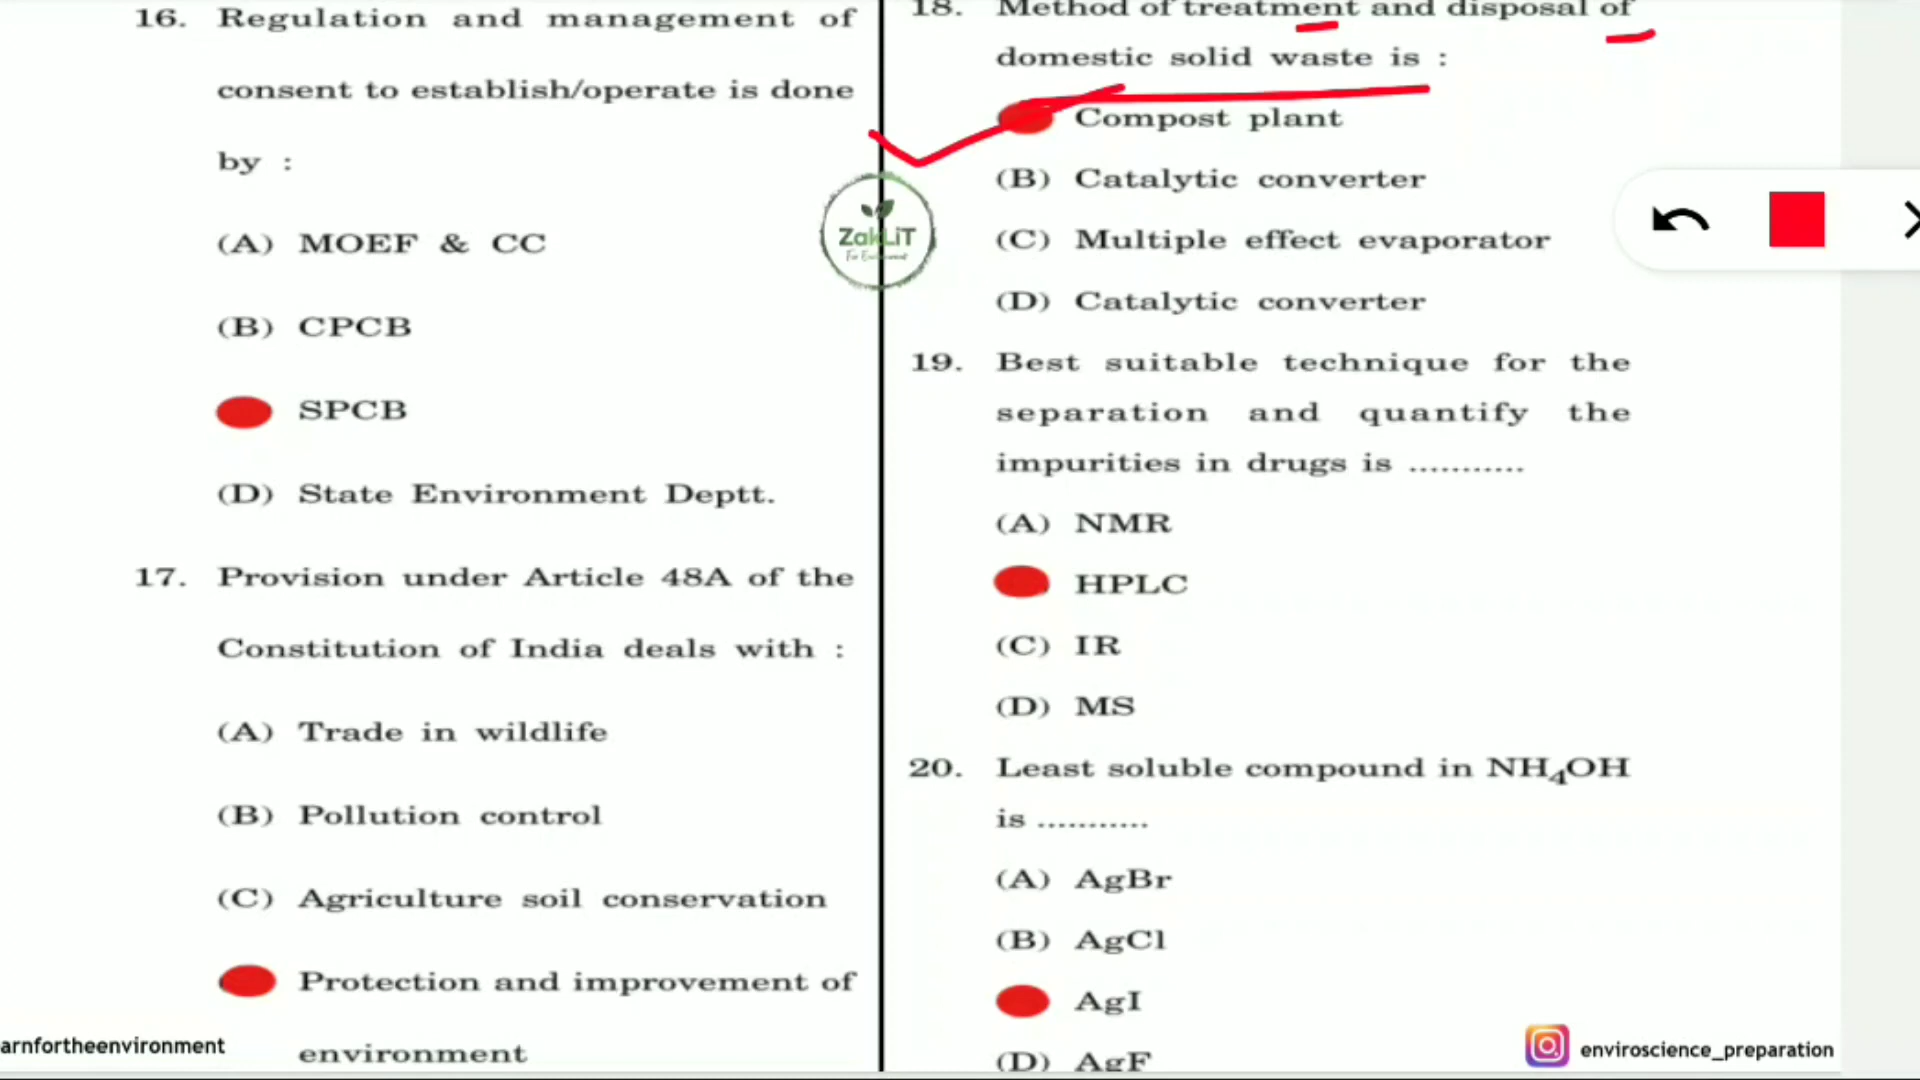 16. Regulation and management of
consent to establish/operate is done
by :
(A) MOEF & CC
(B) CPCB
SPCB
(D) State Environment Deptt.
17. Provision under Article 48A of the
Constitution of India deals with :
(A) Trade in wildlife
(B) Pollution control
(C) Agriculture soil conservation
Protection and improvement of
environment
18. Method of treatment and disposal of
domestic solid waste is :
Compost plant
(B) Catalytic converter
(C) Multiple effect evaporator
(D) Catalytic converter
19. Best suitable technique for the
separation and quantify the
impurities in drugs is ...........
(A) NMR
HPLC
(C) IR
(D) MS
20. Least soluble compound in NH₄OH
is ...........
(A) AgBr
(B) AgCl
AgI
(D) AgF
ZakLiT
For Environment
arnfortheenvironment
enviroscience_preparation